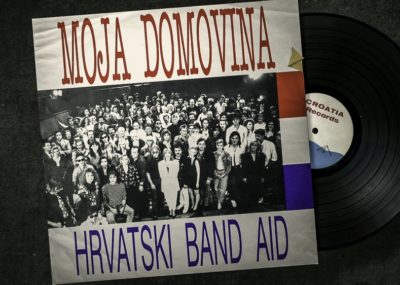 MOJA DOMOVINA
CROATIA
Records
HRVATSKI BAND AID